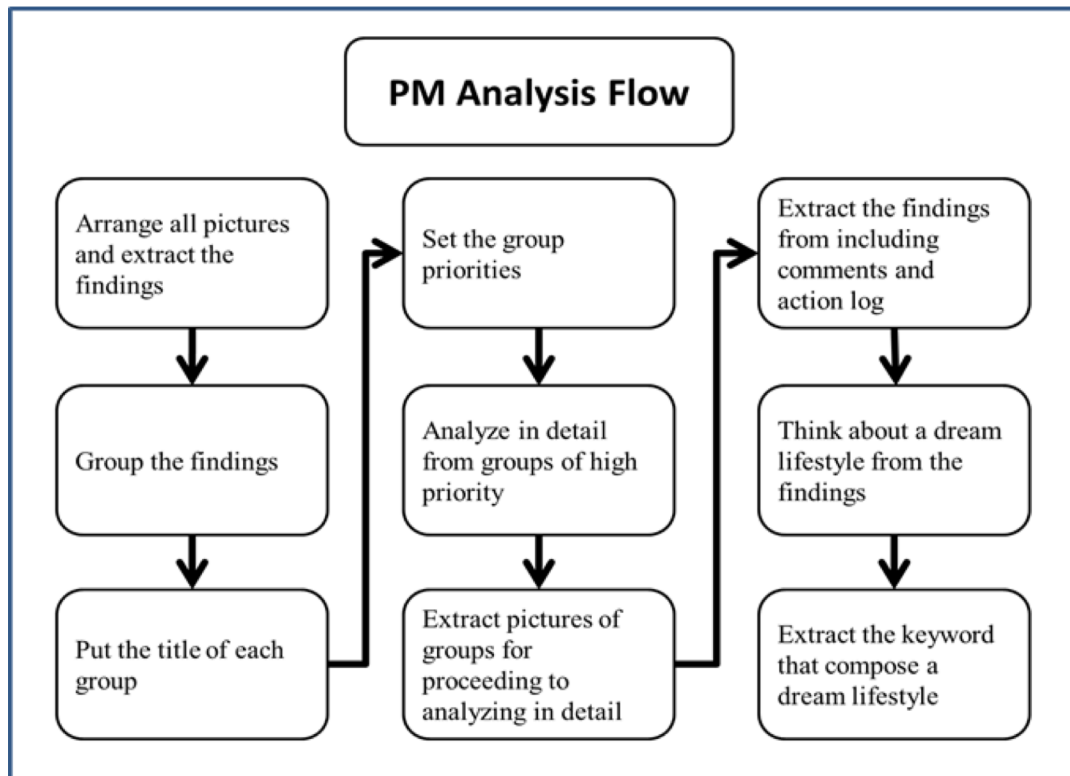 PM Analysis Flow
Arrange all pictures
and extract the
findings
Group the findings
Put the title of each
group
Set the group
priorities
Analyze in detail
from groups of high
priority
Extract pictures of
groups for
proceeding to
analyzing in detail
Extract the findings
from including
comments and
action log
Think about a dream
lifestyle from the
findings
Extract the keyword
that compose a
dream lifestyle